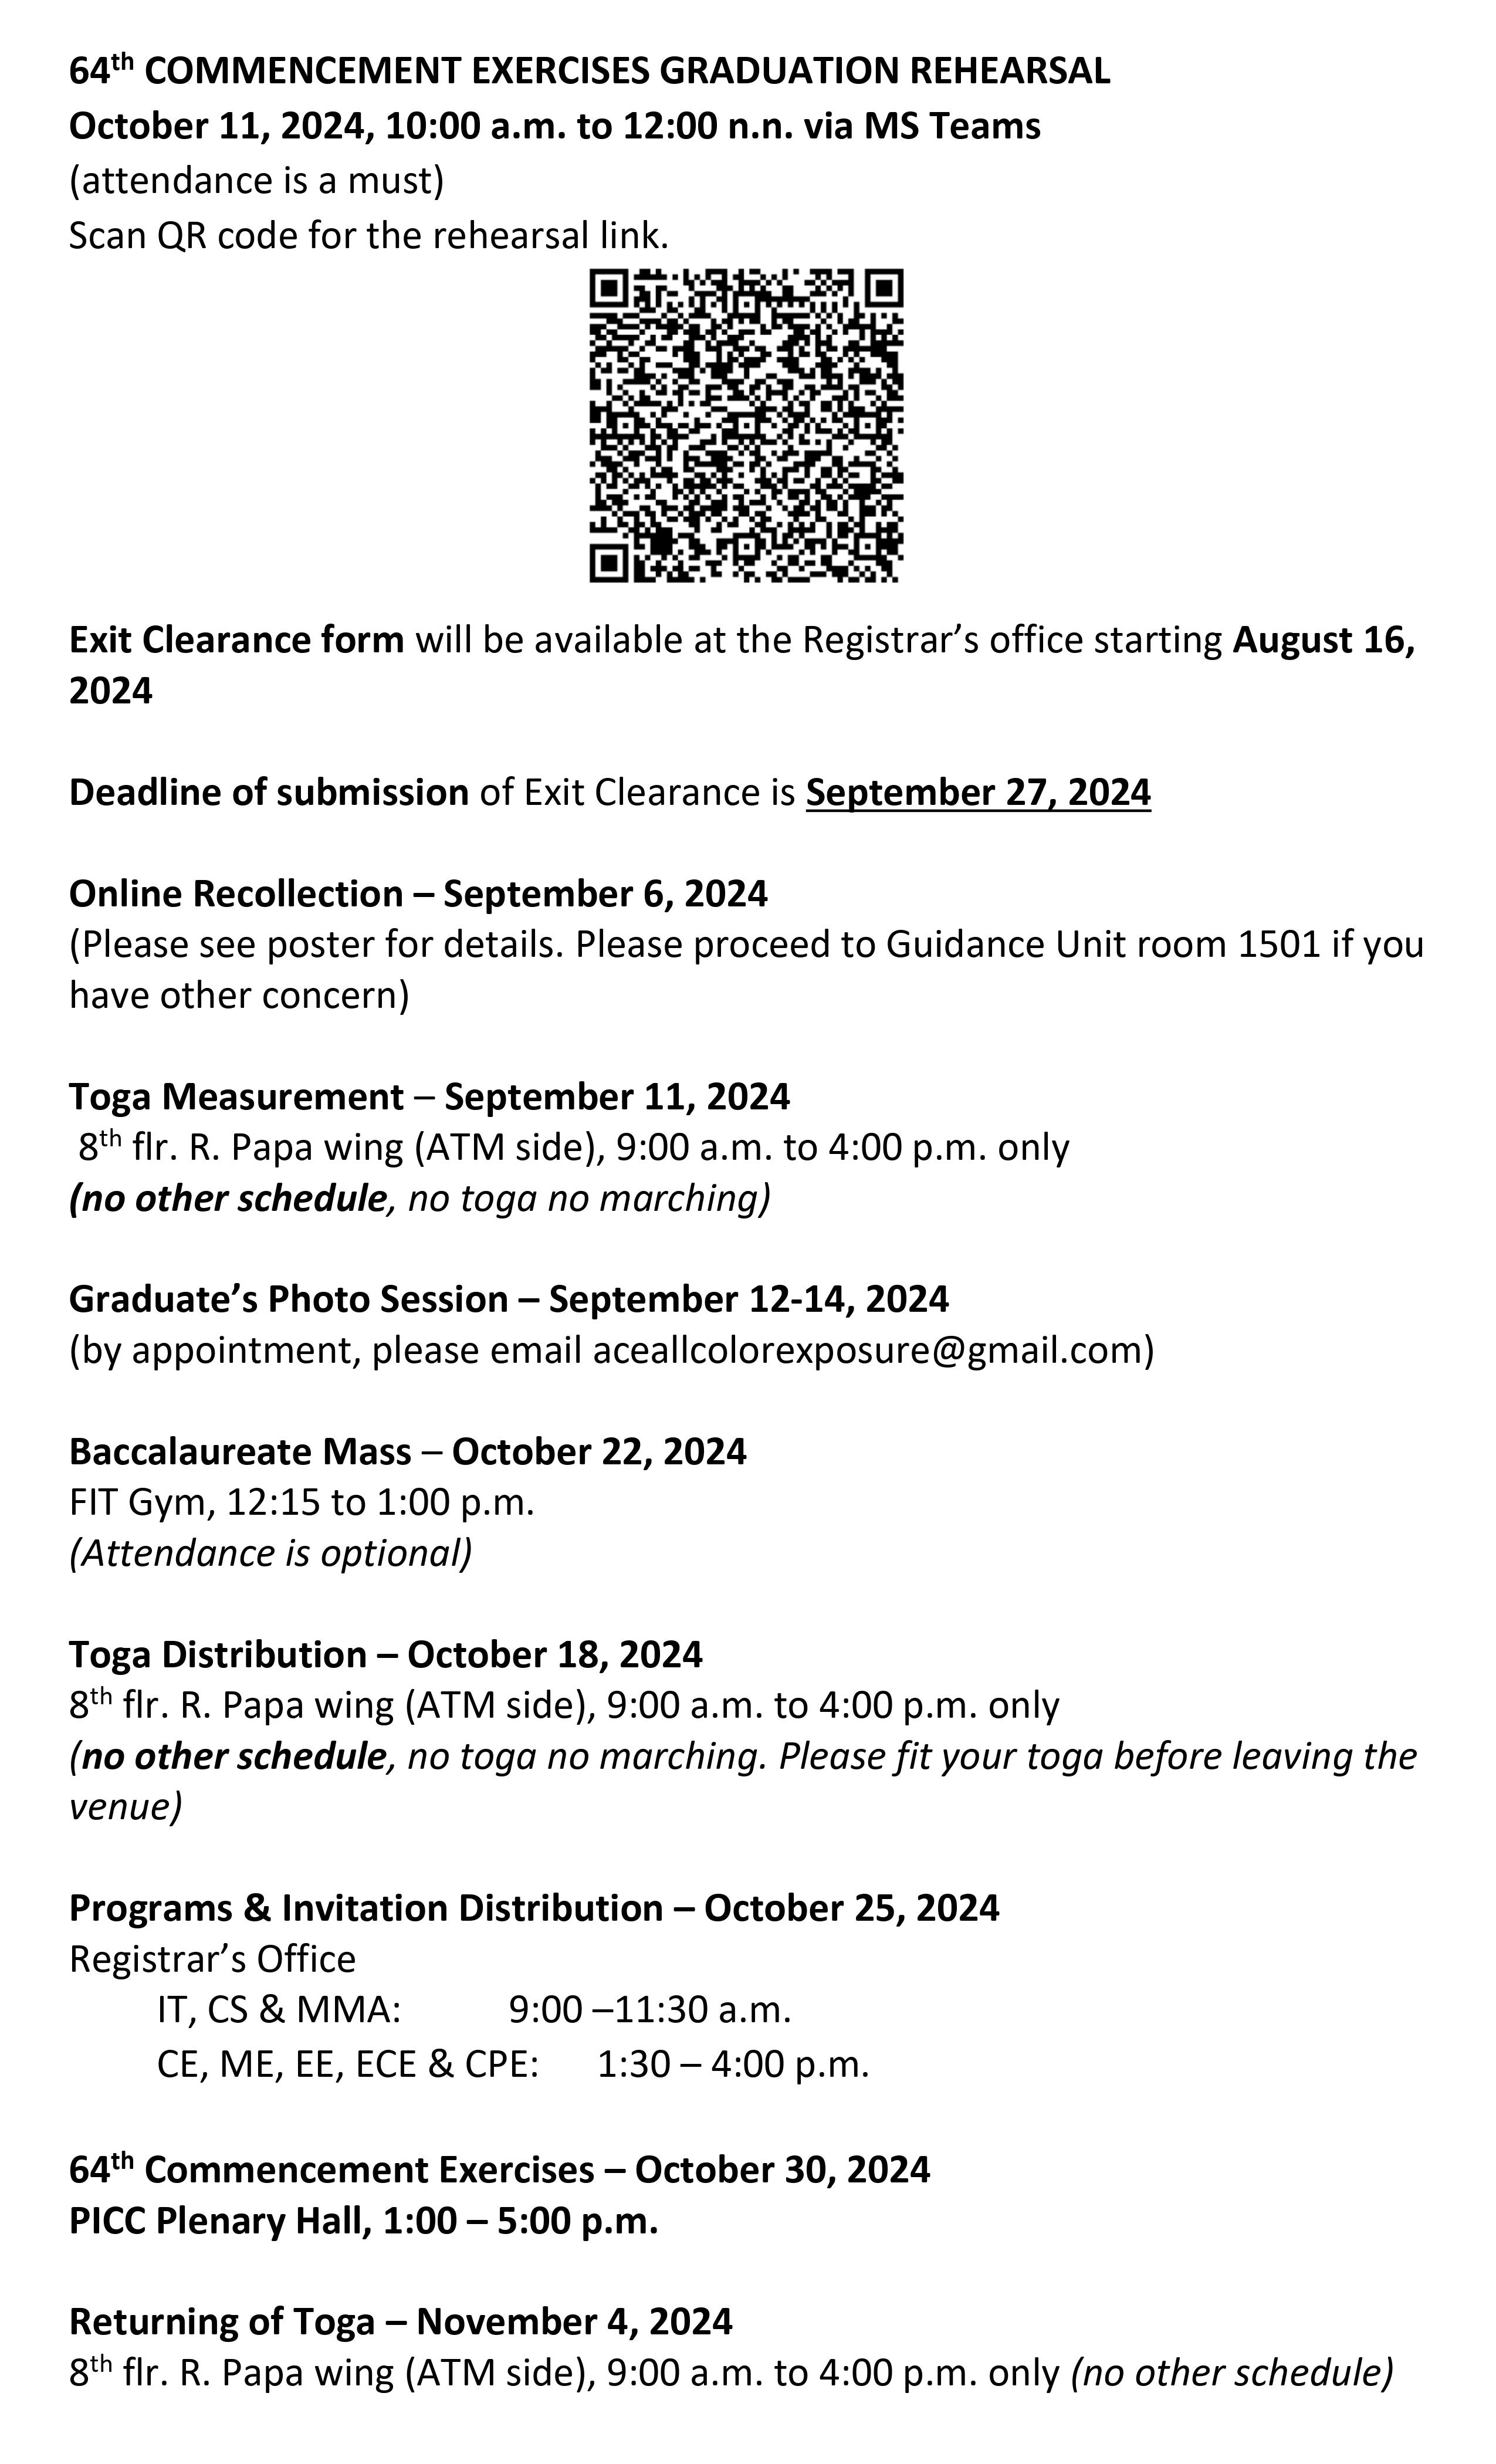 64th COMMENCEMENT EXERCISES GRADUATION REHEARSAL
October 11, 2024, 10:00 a.m. to 12:00 n.n. via MS Teams
(attendance is a must)
Scan QR code for the rehearsal link.
Exit Clearance form will be available at the Registrar’s office starting August 16,
2024
Deadline of submission of Exit Clearance is September 27, 2024
Online Recollection – September 6, 2024
(Please see poster for details. Please proceed to Guidance Unit room 1501 if you
have other concern)
Toga Measurement – September 11, 2024
8th flr. R. Papa wing (ATM side), 9:00 a.m. to 4:00 p.m. only
(no other schedule, no toga no marching)
Graduate’s Photo Session – September 12-14, 2024
(by appointment, please email aceallcolorexposure@gmail.com)
Baccalaureate Mass – October 22, 2024
FIT Gym, 12:15 to 1:00 p.m.
(Attendance is optional)
Toga Distribution – October 18, 2024
8th flr. R. Papa wing (ATM side), 9:00 a.m. to 4:00 p.m. only
(no other schedule, no toga no marching. Please fit your toga before leaving the
venue)
Programs & Invitation Distribution – October 25, 2024
Registrar’s Office
IT, CS & MMA: 9:00 –11:30 a.m.
CE, ME, EE, ECE & CPE: 1:30 – 4:00 p.m.
64th Commencement Exercises – October 30, 2024
PICC Plenary Hall, 1:00 – 5:00 p.m.
Returning of Toga – November 4, 2024
8th flr. R. Papa wing (ATM side), 9:00 a.m. to 4:00 p.m. only (no other schedule)